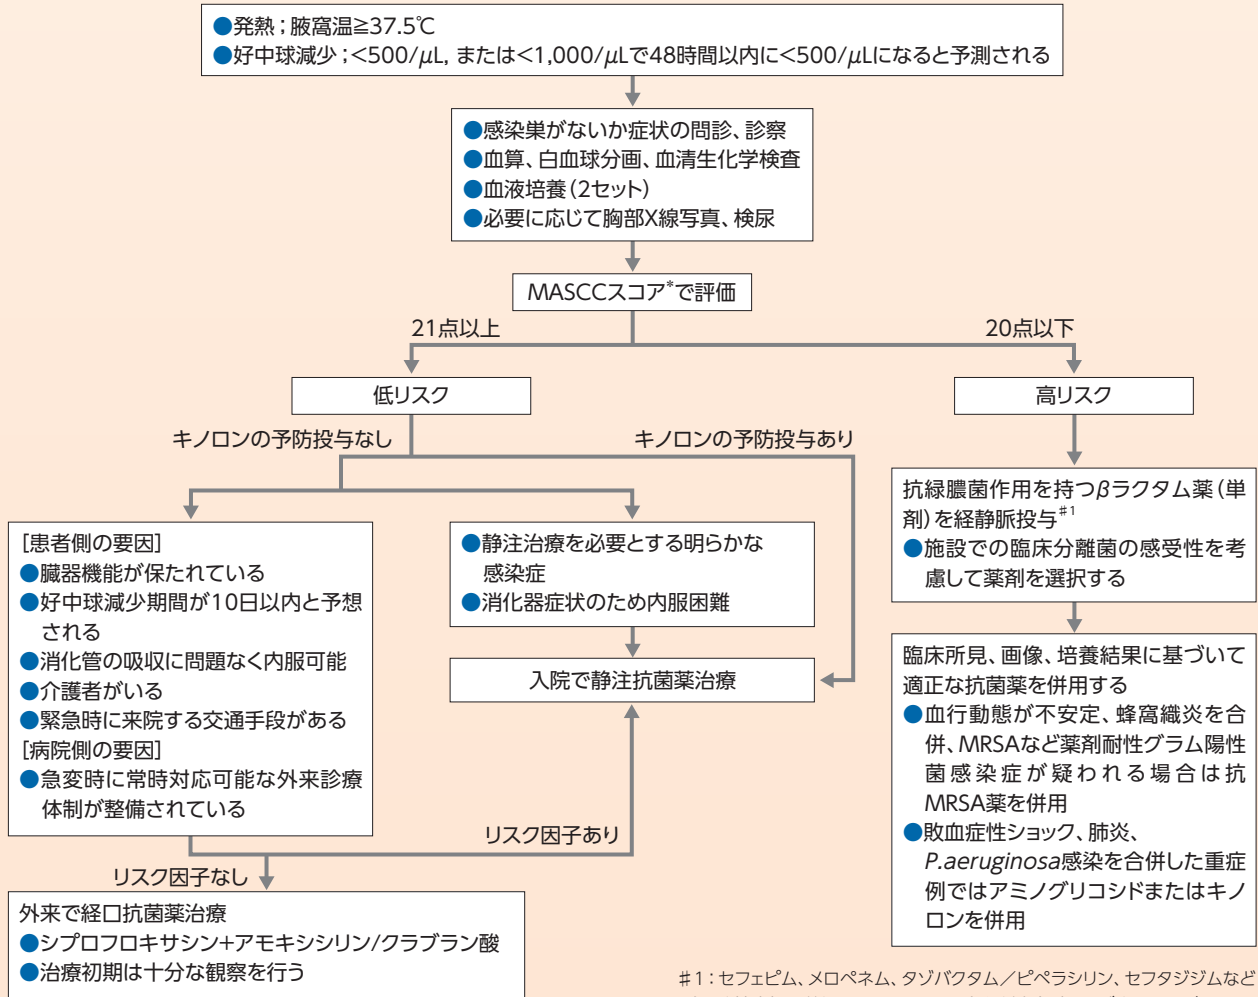 ●発熱；腋窩温≧37.5℃
●好中球減少；<500/μL, または<1,000/μLで48時間以内に<500/μLになると予測される
●感染巣がないか症状の問診、診察
●血算、白血球分画、血清生化学検査
●血液培養（2セット）
●必要に応じて胸部X線写真、検尿
MASCCスコア*で評価
21点以上
20点以下
低リスク
高リスク
キノロンの予防投与なし
キノロンの予防投与あり
[患者側の要因]
●臓器機能が保たれている
●好中球減少期間が10日以内と予想
される
●消化管の吸収に問題なく内服可能
●介護者がいる
●緊急時に来院する交通手段がある
[病院側の要因]
●急変時に常時対応可能な外来診療
体制が整備されている
●静注治療を必要とする明らかな
感染症
●消化器症状のため内服困難
入院で静注抗菌薬治療
抗緑膿菌作用を持つβラクタム薬（単
剤）を経静脈投与♯1
●施設での臨床分離菌の感受性を考
慮して薬剤を選択する
臨床所見、画像、培養結果に基づいて
適正な抗菌薬を併用する
●血行動態が不安定、蜂窩織炎を合
併、MRSAなど薬剤耐性グラム陽性
菌感染症が疑われる場合は抗
MRSA薬を併用
●敗血症性ショック、肺炎、
P.aeruginosa感染を合併した重症
例ではアミノグリコシドまたはキノ
ロンを併用
リスク因子あり
リスク因子なし
外来で経口抗菌薬治療
●シプロフロキサシン+アモキシシリン/クラブラン酸
●治療初期は十分な観察を行う
♯1：セフェピム、メロペネム、タゾバクタム／ピペラシリン、セフタジジムなど